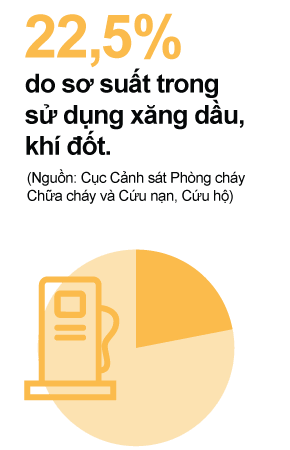 22,5%
do sơ suất trong
sử dụng xăng dầu,
khí đốt.
(Nguồn: Cục Cảnh sát Phòng cháy
Chữa cháy và Cứu nạn, Cứu hộ)